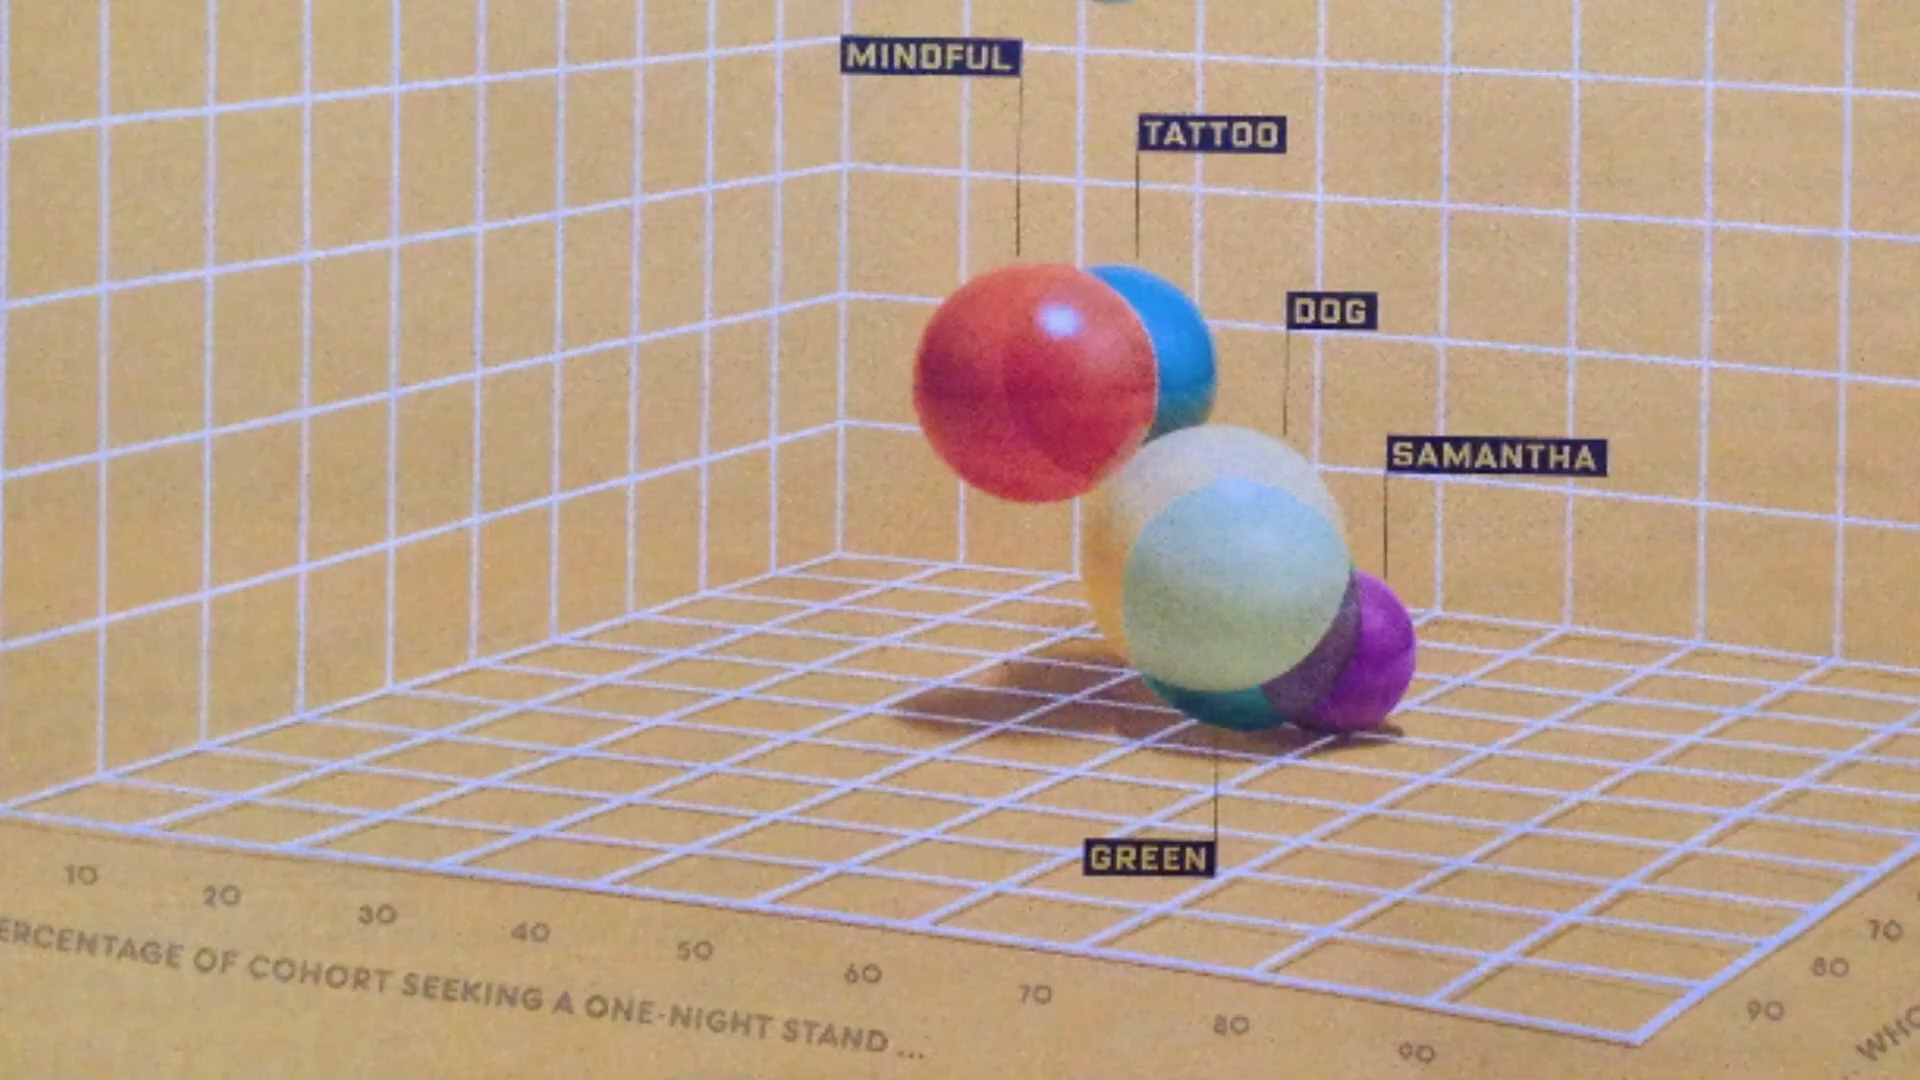 MINDFUL
TATTOO
DOG
SAMANTHA
GREEN
10
20
30
40
50
60
70
80
90
ERCENTAGE OF COHORT SEEKING A ONE-NIGHT STAND ...
70
80
90
WHO